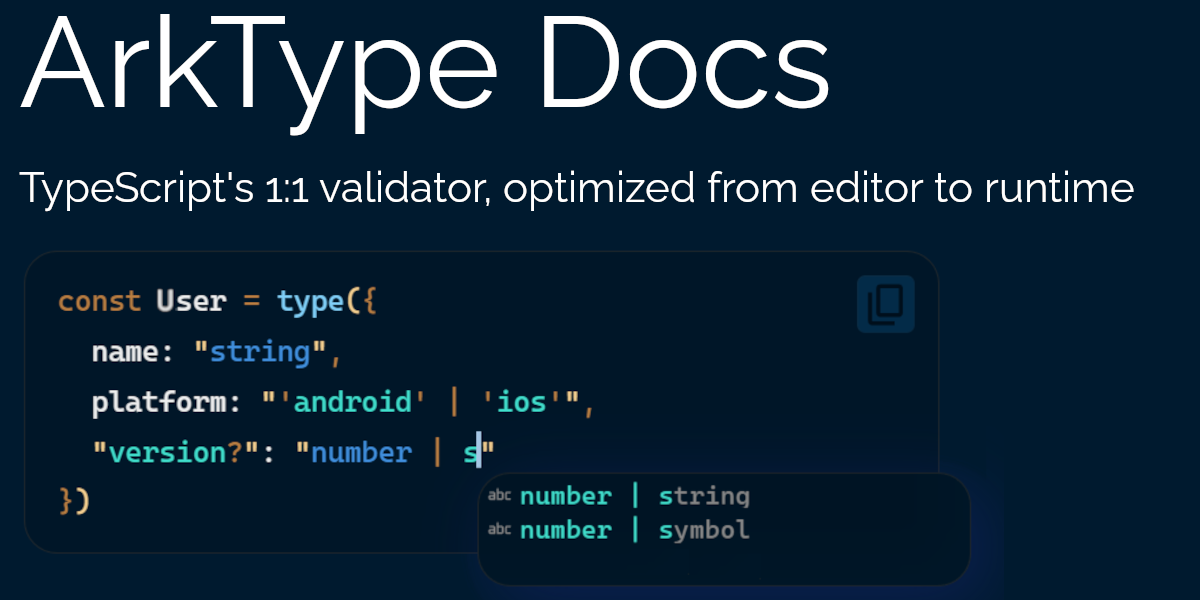 ArkType Docs
TypeScript's 1:1 validator, optimized from editor to runtime
const User = type({
  name: "string",
  platform: "'android' | 'ios'",
  "version?": "number | s"
})
abc number | string
abc number | symbol